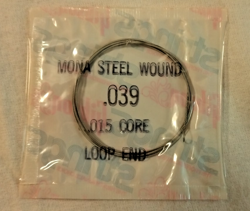 MONA STEEL WOUND
.039
.015 CORE
LOOP END